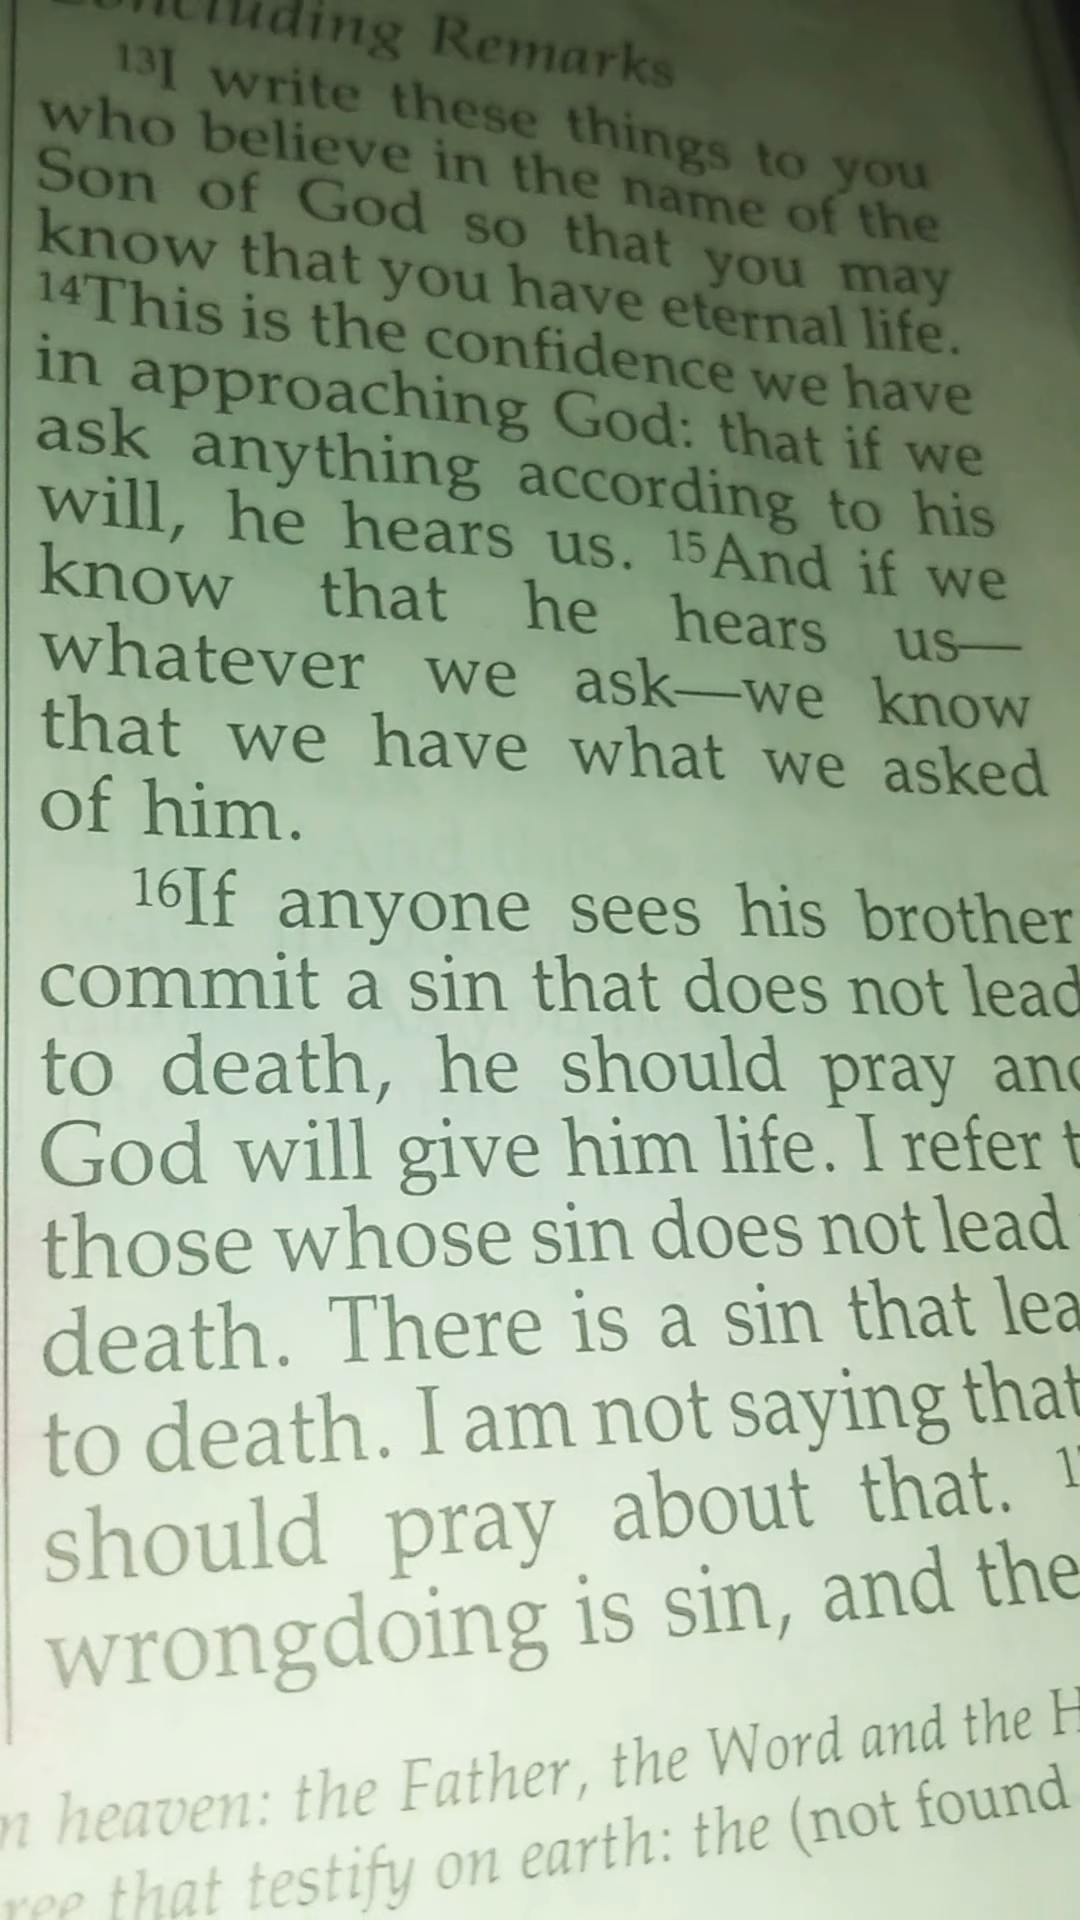 Concluding Remarks
13I write these things to you
who believe in the name of the
Son of God so that you may
know that you have eternal life.
14This is the confidence we have
in approaching God: that if we
ask anything according to his
will, he hears us. 15And if we
know that he hears us—
whatever we ask—we know
that we have what we asked
of him.
16If anyone sees his brother
commit a sin that does not lead
to death, he should pray and
God will give him life. I refer t
those whose sin does not lead
death. There is a sin that lea
to death. I am not saying that
should pray about that. 1
wrongdoing is sin, and the
n heaven: the Father, the Word and the H
ree that testify on earth: the (not found